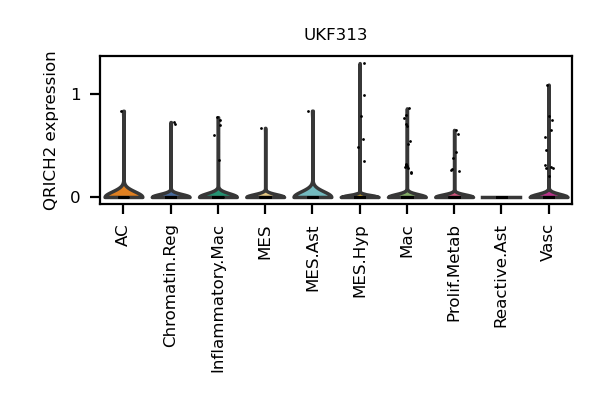 UKF313
QRICH2 expression
1
0
AC
Chromatin.Reg
Inflammatory.Mac
MES
MES.Ast
MES.Hyp
Mac
Prolif.Metab
Reactive.Ast
Vasc